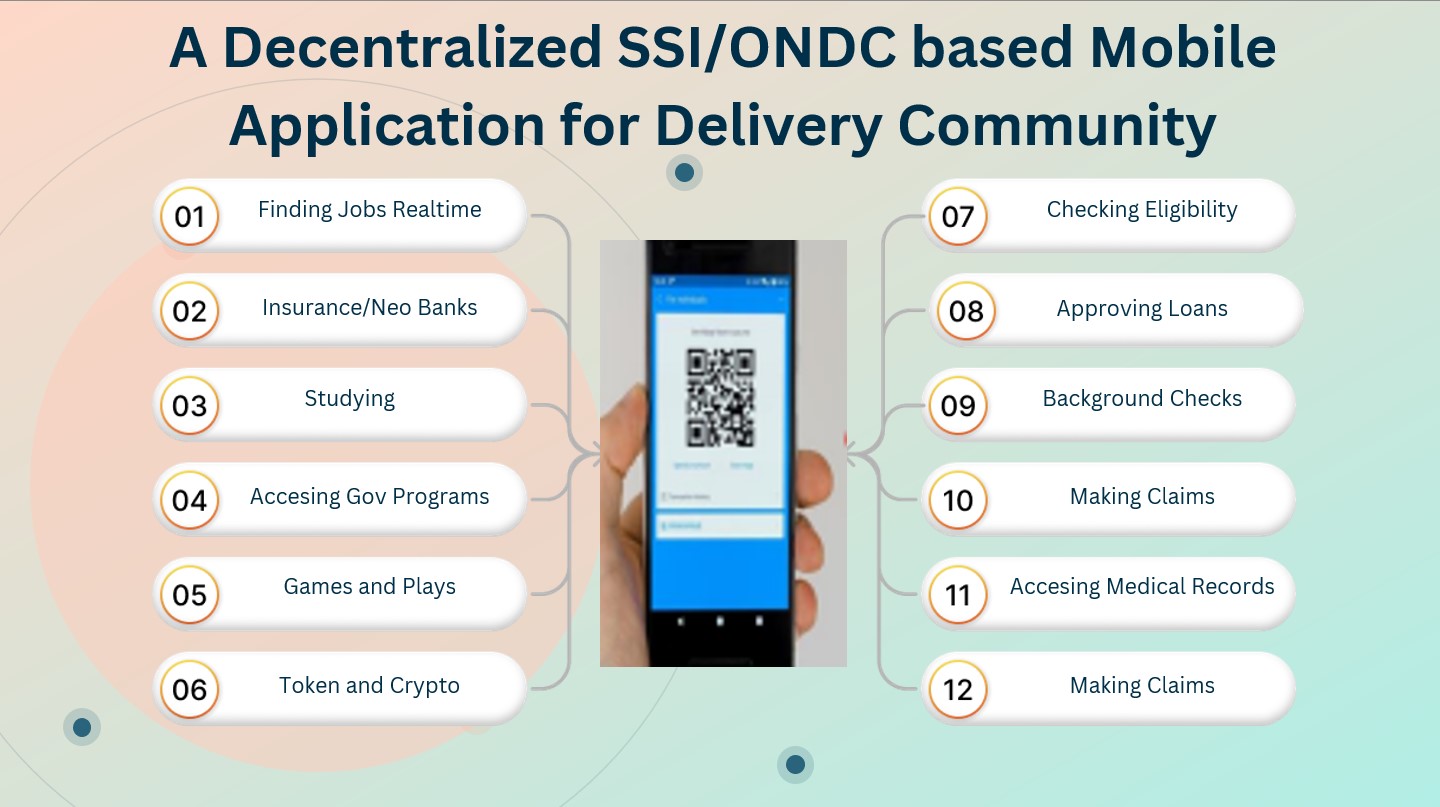 A Decentralized SSI/ONDC based Mobile
Application for Delivery Community
01 Finding Jobs Realtime
02 Insurance/Neo Banks
03 Studying
04 Accesing Gov Programs
05 Games and Plays
06 Token and Crypto
07 Checking Eligibility
08 Approving Loans
09 Background Checks
10 Making Claims
11 Accesing Medical Records
12 Making Claims